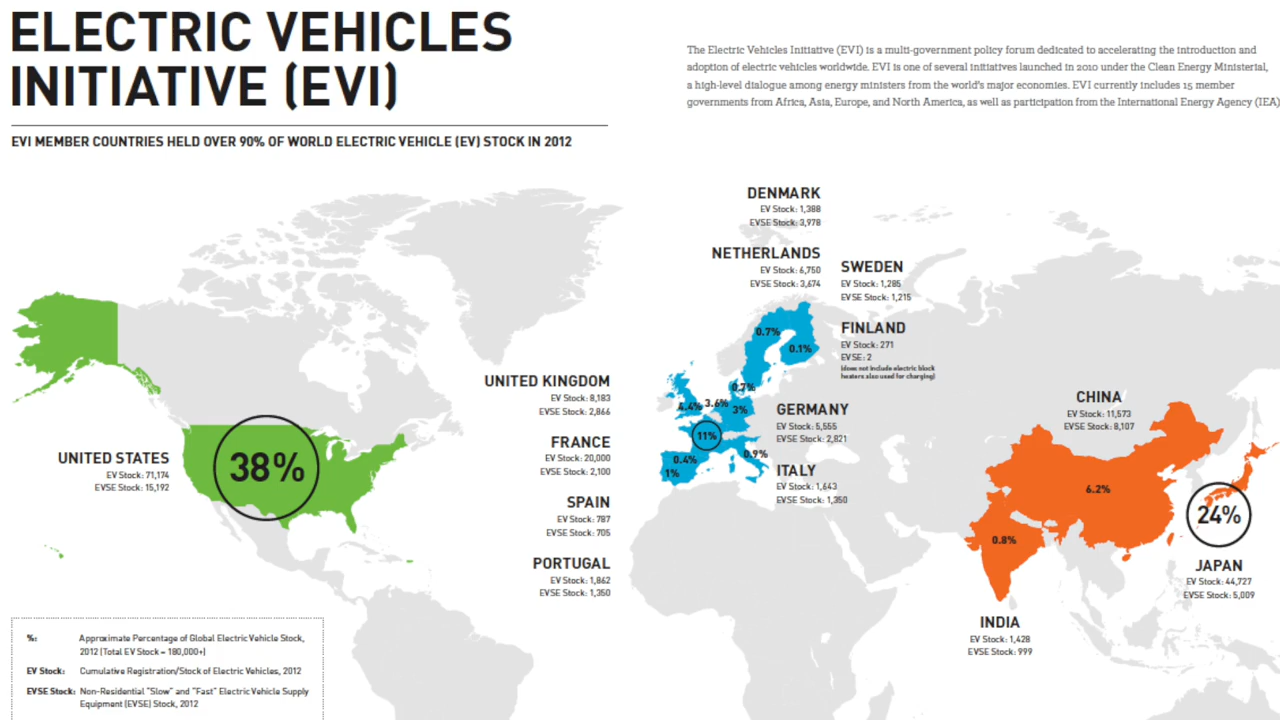 ELECTRIC VEHICLES
INITIATIVE (EVI)
EVI MEMBER COUNTRIES HELD OVER 90% OF WORLD ELECTRIC VEHICLE (EV) STOCK IN 2012
The Electric Vehicles Initiative (EVI) is a multi-government policy forum dedicated to accelerating the introduction and
adoption of electric vehicles worldwide. EVI is one of several initiatives launched in 2010 under the Clean Energy Ministerial,
a high-level dialogue among energy ministers from the world's major economies. EVI currently includes 15 member
governments from Africa, Asia, Europe, and North America, as well as participation from the International Energy Agency (IEA)
DENMARK
EV Stock: 1,388
EVSE Stock: 3,978
NETHERLANDS
EV Stock: 6,750
EVSE Stock: 3,674
SWEDEN
EV Stock: 1,285
EVSE Stock: 1,215
FINLAND
EV Stock: 271
EVSE: 2
(does not include electric block
heaters also used for charging)
0.7%
0.1%
0.7%
4.4%
3.6%
3%
11%
0.4%
0.9%
1%
UNITED KINGDOM
EV Stock: 8,183
EVSE Stock: 2,866
FRANCE
EV Stock: 20,000
EVSE Stock: 2,100
SPAIN
EV Stock: 787
EVSE Stock: 705
PORTUGAL
EV Stock: 1,862
EVSE Stock: 1,350
GERMANY
EV Stock: 5,555
EVSE Stock: 2,821
ITALY
EV Stock: 1,643
EVSE Stock: 1,350
UNITED STATES
EV Stock: 71,174
EVSE Stock: 15,192
38%
CHINA
EV Stock: 11,573
EVSE Stock: 8,107
6.2%
0.8%
24%
JAPAN
EV Stock: 44,727
EVSE Stock: 5,009
INDIA
EV Stock: 1,428
EVSE Stock: 999
%: Approximate Percentage of Global Electric Vehicle Stock,
2012 (Total EV Stock = 180,000+)
EV Stock: Cumulative Registration/Stock of Electric Vehicles, 2012
EVSE Stock: Non-Residential "Slow" and "Fast" Electric Vehicle Supply
Equipment (EVSE) Stock, 2012